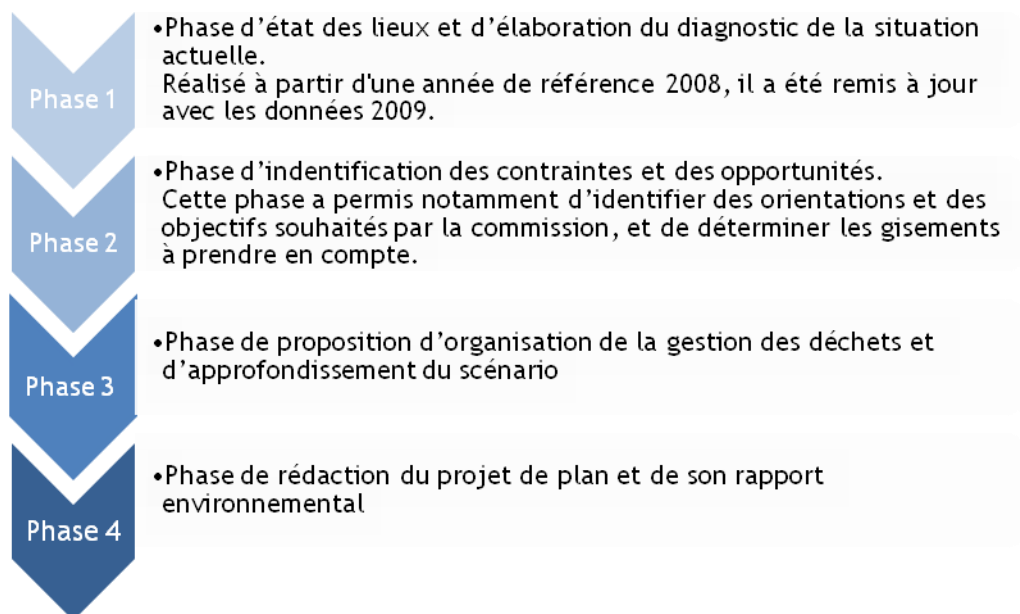 Phase 1
•Phase d’état des lieux et d’élaboration du diagnostic de la situation
actuelle.
Réalisé à partir d'une année de référence 2008, il a été remis à jour
avec les données 2009.
Phase 2
•Phase d’indentification des contraintes et des opportunités.
Cette phase a permis notamment d’identifier des orientations et des
objectifs souhaités par la commission, et de déterminer les gisements
à prendre en compte.
Phase 3
•Phase de proposition d’organisation de la gestion des déchets et
d’approfondissement du scénario
Phase 4
•Phase de rédaction du projet de plan et de son rapport
environnemental